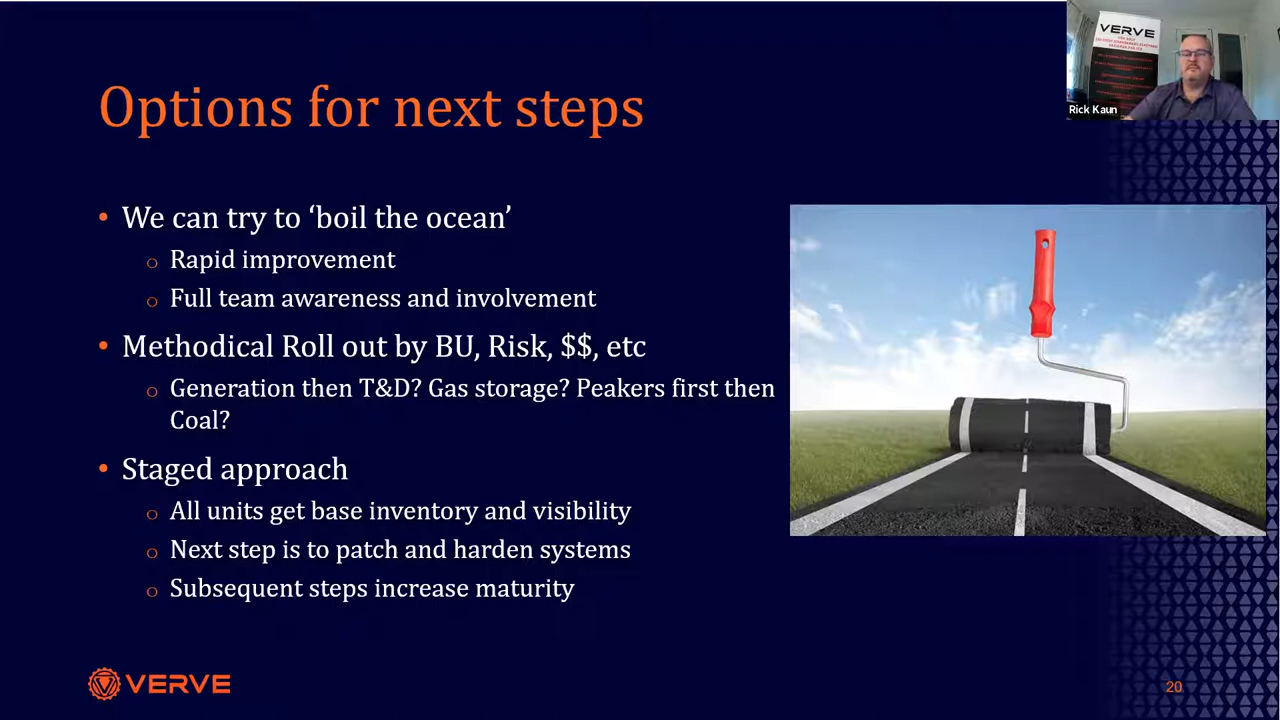 VERVE
Rick Kaun
Options for next steps
• We can try to ‘boil the ocean’
o Rapid improvement
o Full team awareness and involvement
• Methodical Roll out by BU, Risk, $$, etc
o Generation then T&D? Gas storage? Peakers first then
Coal?
• Staged approach
o All units get base inventory and visibility
o Next step is to patch and harden systems
o Subsequent steps increase maturity
VERVE
20